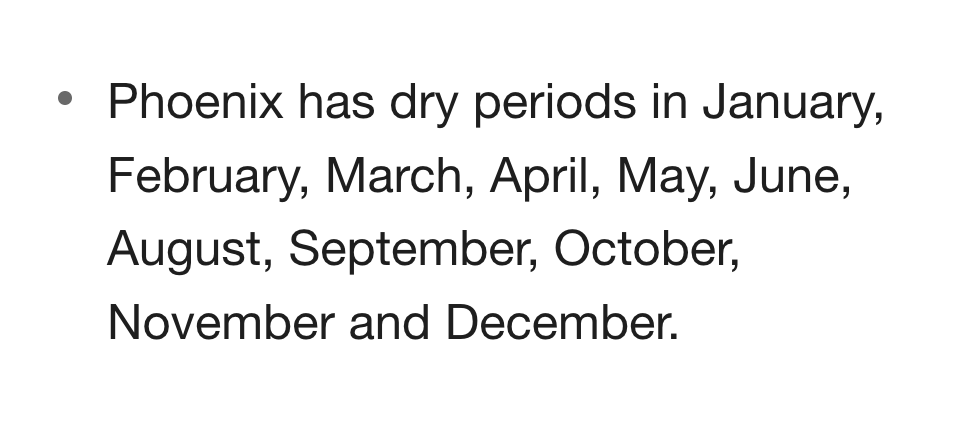 • Phoenix has dry periods in January,
February, March, April, May, June,
August, September, October,
November and December.